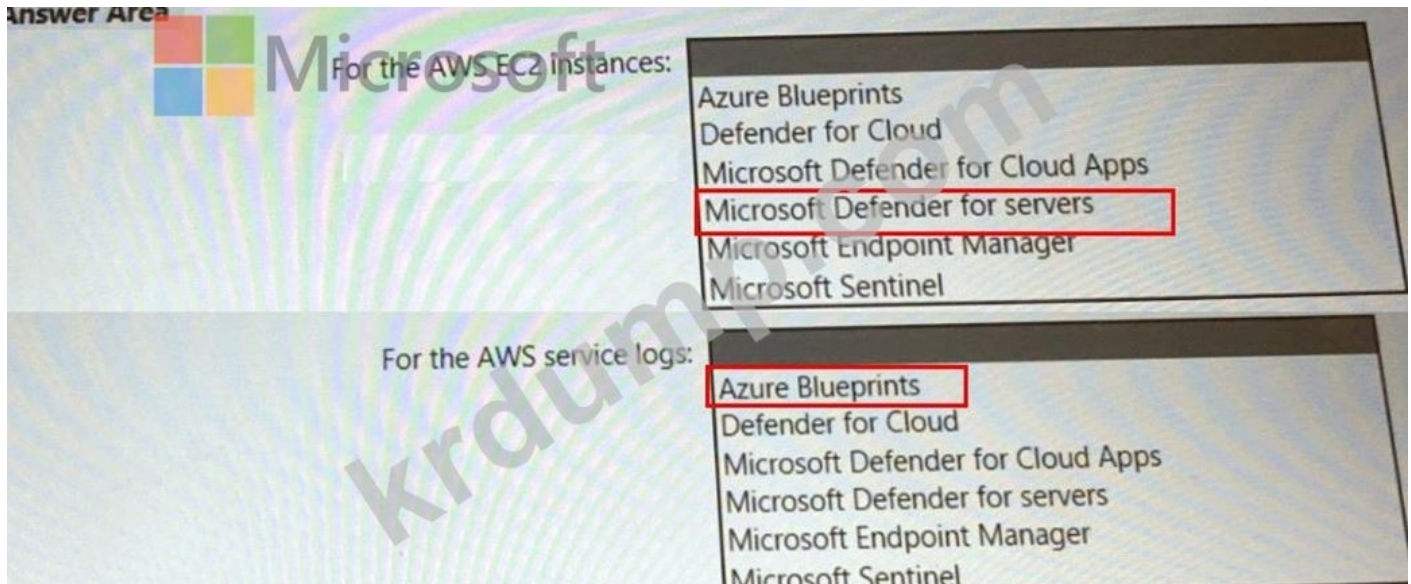 Answer Area
Microsoft
For the AWS EC2 instances:
Azure Blueprints
Defender for Cloud
Microsoft Defender for Cloud Apps
Microsoft Defender for servers
Microsoft Endpoint Manager
Microsoft Sentinel
For the AWS service logs:
Azure Blueprints
Defender for Cloud
Microsoft Defender for Cloud Apps
Microsoft Defender for servers
Microsoft Endpoint Manager
Microsoft Sentinel
krdump.com